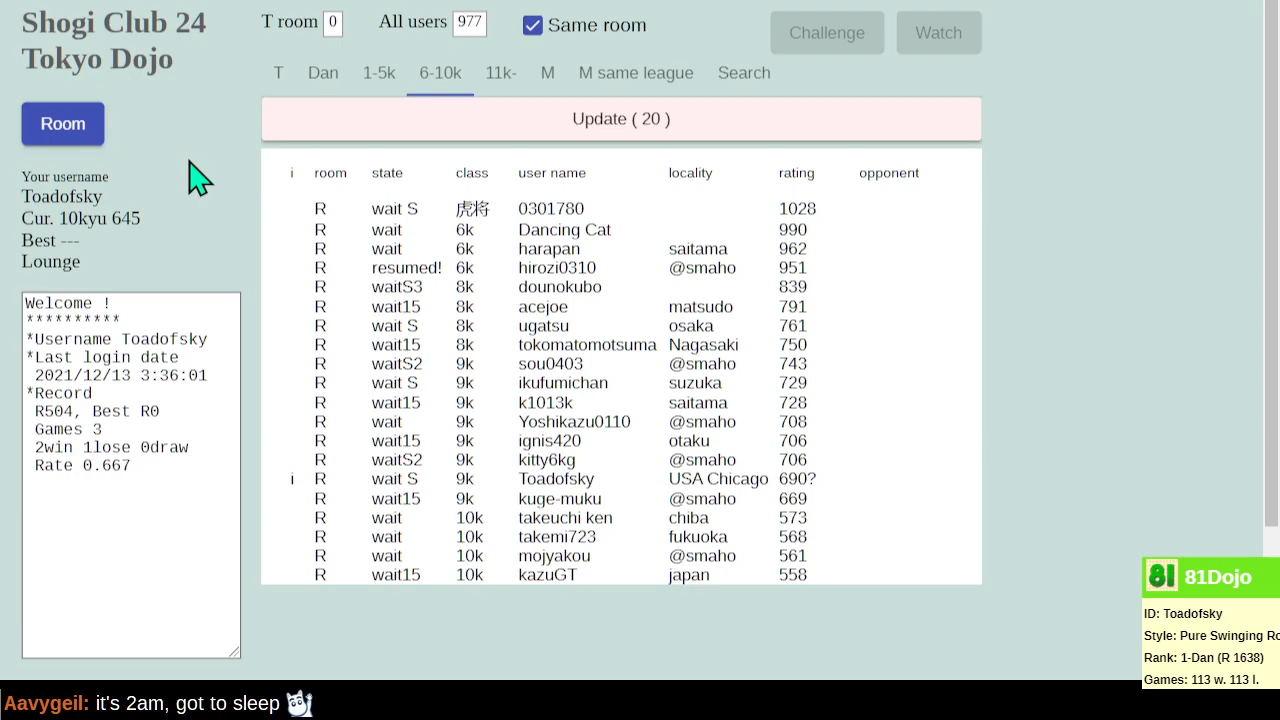 Shogi Club 24
Tokyo Dojo
T room 0 All users 977 Same room Challenge Watch
T Dan 1-5k 6-10k 11k- M M same league Search
Room
Update ( 20 )
Your username
Toadofsky
Cur. 10kyu 645
Best ---
Lounge
Welcome !
**********
*Username Toadofsky
*Last login date
2021/12/13 3:36:01
*Record
R504, Best R0
Games 3
2win 1lose 0draw
Rate 0.667
i room state class user name locality rating opponent
R wait S 虎将 0301780 1028
R wait 6k Dancing Cat 990
R wait 6k harapan saitama 962
R resumed! 6k hirozi0310 @smaho 951
R waitS3 8k dounokubo 839
R wait15 8k acejoe matsudo 791
R wait S 8k ugatsu osaka 761
R wait15 8k tokomatomotsuma Nagasaki 750
R waitS2 9k sou0403 @smaho 743
R wait S 9k ikufumichan suzuka 729
R wait15 9k k1013k saitama 728
R wait 9k Yoshikazu0110 @smaho 708
R wait15 9k ignis420 otaku 706
R waitS2 9k kitty6kg @smaho 706
i R wait S 9k Toadofsky USA Chicago 690?
R wait15 9k kuge-muku @smaho 669
R wait 10k takeuchi ken chiba 573
R wait 10k takemi723 fukuoka 568
R wait 10k mojyakou @smaho 561
R wait15 10k kazuGT japan 558
81 81Dojo
ID: Toadofsky
Style: Pure Swinging Ro
Rank: 1-Dan (R 1638)
Games: 113 w. 113 l.
Aavygeil: it's 2am, got to sleep